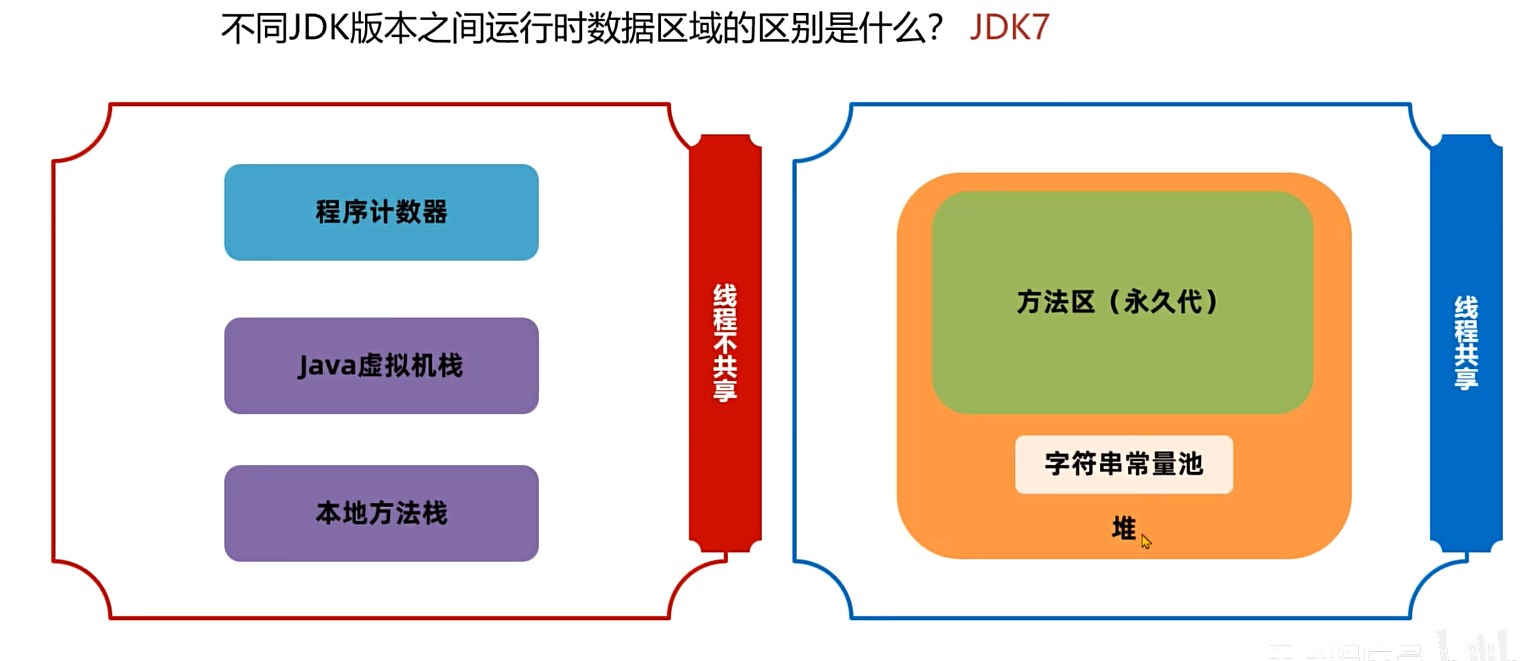 不同JDK版本之间运行时数据区域的区别是什么? JDK7
程序计数器
Java虚拟机栈
本地方法栈
线程不共享
方法区（永久代）
字符串常量池
堆
线程共享